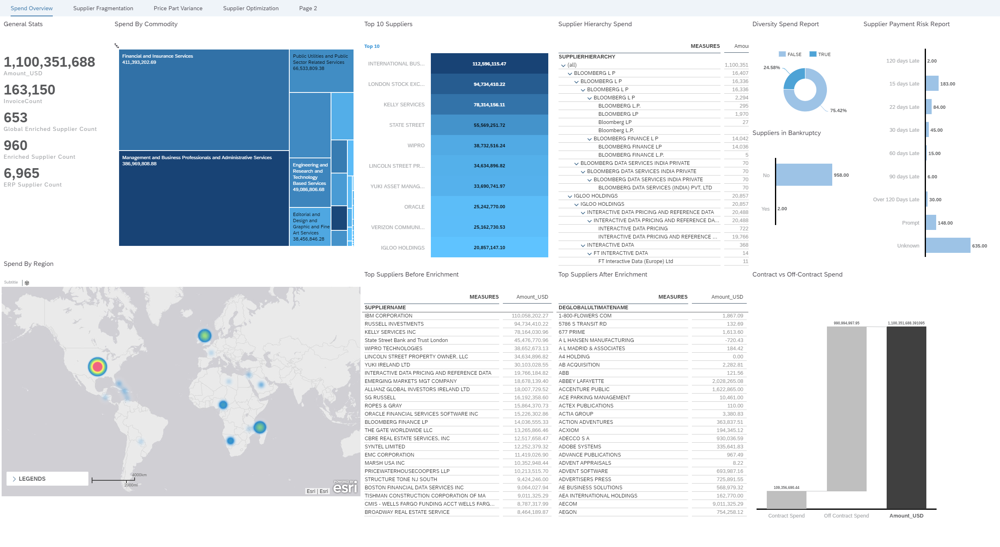 Spend Overview
Supplier Fragmentation
Price Part Variance
Supplier Optimization
Page 2
General Stats
1,100,351,688
Amount_USD
163,150
InvoiceCount
653
Global Enriched Supplier Count
960
Enriched Supplier Count
6,965
ERP Supplier Count
Spend By Commodity
Financial and Insurance Services
411,393,202.69
Management and Business Professionals and Administrative Services
386,969,808.88
Public Utilities and Public
Sector Related Services
66,533,809.38
Engineering and
Research and
Technology
Based Services
49,086,806.68
Editorial and
Design and
Graphic and Fine
Art Services
38,456,846.28
Top 10 Suppliers
Top 10
INTERNATIONAL BUS... 112,596,115.47
LONDON STOCK EXC... 94,734,410.22
KELLY SERVICES 78,314,156.11
STATE STREET 55,569,251.72
WIPRO 38,732,516.24
LINCOLN STREET PR... 34,634,896.82
YUKI ASSET MANAG... 33,690,741.97
ORACLE 25,242,770.00
VERIZON COMMUNI... 25,162,730.53
IGLOO HOLDINGS 20,857,147.10
Supplier Hierarchy Spend
MEASURES Amou
SUPPLIERHIERARCHY
(all) 1,100,351
BLOOMBERG L P 16,407
BLOOMBERG L P 16,336
BLOOMBERG L P 16,336
BLOOMBERG L P 2,294
BLOOMBERG L.P. 295
BLOOMBERG LP 1,970
Bloomberg LP 27
Bloomberg L.P.
BLOOMBERG FINANCE L P 14,042
BLOOMBERG FINANCE LP 14,036
BLOOMBERG FINANCE L.P. 5
BLOOMBERG DATA SERVICES INDIA PRIVATE 70
BLOOMBERG DATA SERVICES INDIA PRIVATE 70
BLOOMBERG DATA SERVICES INDIA PRIVATE 70
BLOOMBERG DATA SERVICES (INDIA) PVT, LTD 70
IGLOO HOLDINGS 20,857
IGLOO HOLDINGS 20,857
INTERACTIVE DATA PRICING AND REFERENCE DATA 20,488
INTERACTIVE DATA PRICING AND REFERENCE DA... 20,488
INTERACTIVE DATA PRICING 722
INTERACTIVE DATA PRICING AND REFERENCE ... 19,766
INTERACTIVE DATA 368
FT INTERACTIVE DATA 14
FT Interactive Data (Europe) Ltd 11
Diversity Spend Report
FALSE TRUE
24.58%
75.42%
Suppliers in Bankruptcy
No 958.00
Yes 2.00
Supplier Payment Risk Report
120 days Late 2.00
15 days Late 183.00
22 days Late 84.00
30 days Late 45.00
60 days Late 15.00
90 days Late 6.00
Over 120 Days Late 30.00
Prompt 148.00
Unknown 635.00
Spend By Region
Subtitle
LEGENDS
4000km
2000mi
Esri | Esri
POWERED BY
esri
Top Suppliers Before Enrichment
MEASURES Amount_USD
SUPPLIERNAME
IBM CORPORATION 110,058,202.27
RUSSELL INVESTMENTS 94,734,410.22
KELLY SERVICES INC 78,164,030.96
State Street Bank and Trust London 45,476,770.96
WIPRO TECHNOLOGIES 38,652,673.13
LINCOLN STREET PROPERTY OWNER, LLC 34,634,896.82
YUKI IRELAND LTD 30,103,028.55
INTERACTIVE DATA PRICING AND REFERENCE DATA 19,766,184.82
EMERGING MARKETS MGT COMPANY 18,678,139.40
ALLIANZ GLOBAL INVESTORS IRELAND LTD 18,007,729.52
SG RUSSELL 16,192,358.60
ROPES & GRAY 15,864,370.73
ORACLE FINANCIAL SERVICES SOFTWARE INC 15,226,302.86
BLOOMBERG FINANCE LP 14,036,555.33
THE GATE WORLDWIDE LLC 13,265,866.46
CBRE REAL ESTATE SERVICES, INC 12,517,658.47
SYNTEL LIMITED 12,252,379.32
EMC CORPORATION 11,419,026.90
MARSH USA INC 10,352,948.44
PRICEWATERHOUSECOOPERS LLP 10,213,515.70
STRUCTURE TONE NJ SOUTH 9,424,246.00
BOSTON FINANCIAL DATA SERVICES INC 9,064,027.94
TISHMAN CONSTRUCTION CORPORATION OF MA 9,011,325.29
CMIS - WELLS FARGO FUNDING ACCT WELLS FARG... 8,787,317.99
BROADWAY REAL ESTATE SERVICE 8,464,189.87
Top Suppliers After Enrichment
MEASURES Amount_USD
DEGLOBALULTIMATENAME
1-800-FLOWERS COM 1,867.09
5786 S TRANSIT RD 132.69
677 PRIME 1,613.60
A L HANSEN MANUFACTURING -720.43
A L MADRID & ASSOCIATES 184.42
A4 HOLDING 0.00
AB ACQUISITION 2,282.81
ABB 121.56
ABBEY LAFAYETTE 2,028,265.08
ACCENTURE PUBLIC 1,622,865.00
ACE PARKING MANAGEMENT 10,461.00
ACTEX PUBLICATIONS 110.00
ACTIA GROUP 3,380.83
ACTION ADVENTURES 363,837.51
ACXIOM 194,345.12
ADECCO S A 930,036.59
ADOBE SYSTEMS 335,641.83
ADVANCE PUBLICATIONS 967.49
ADVENT APPRAISALS 8.22
ADVENT SOFTWARE 693,987.16
ADVERTISERS PRESS 725,891.55
AE BUSINESS SOLUTIONS 568,979.32
AEA INTERNATIONAL HOLDINGS 162,770.00
AECOM 9,011,325.29
AEGON 754,258.12
Contract vs Off-Contract Spend
109,356,690.44
990,994,997.95
1,100,351,688.391095
Contract Spend
Off Contract Spend
Amount_USD